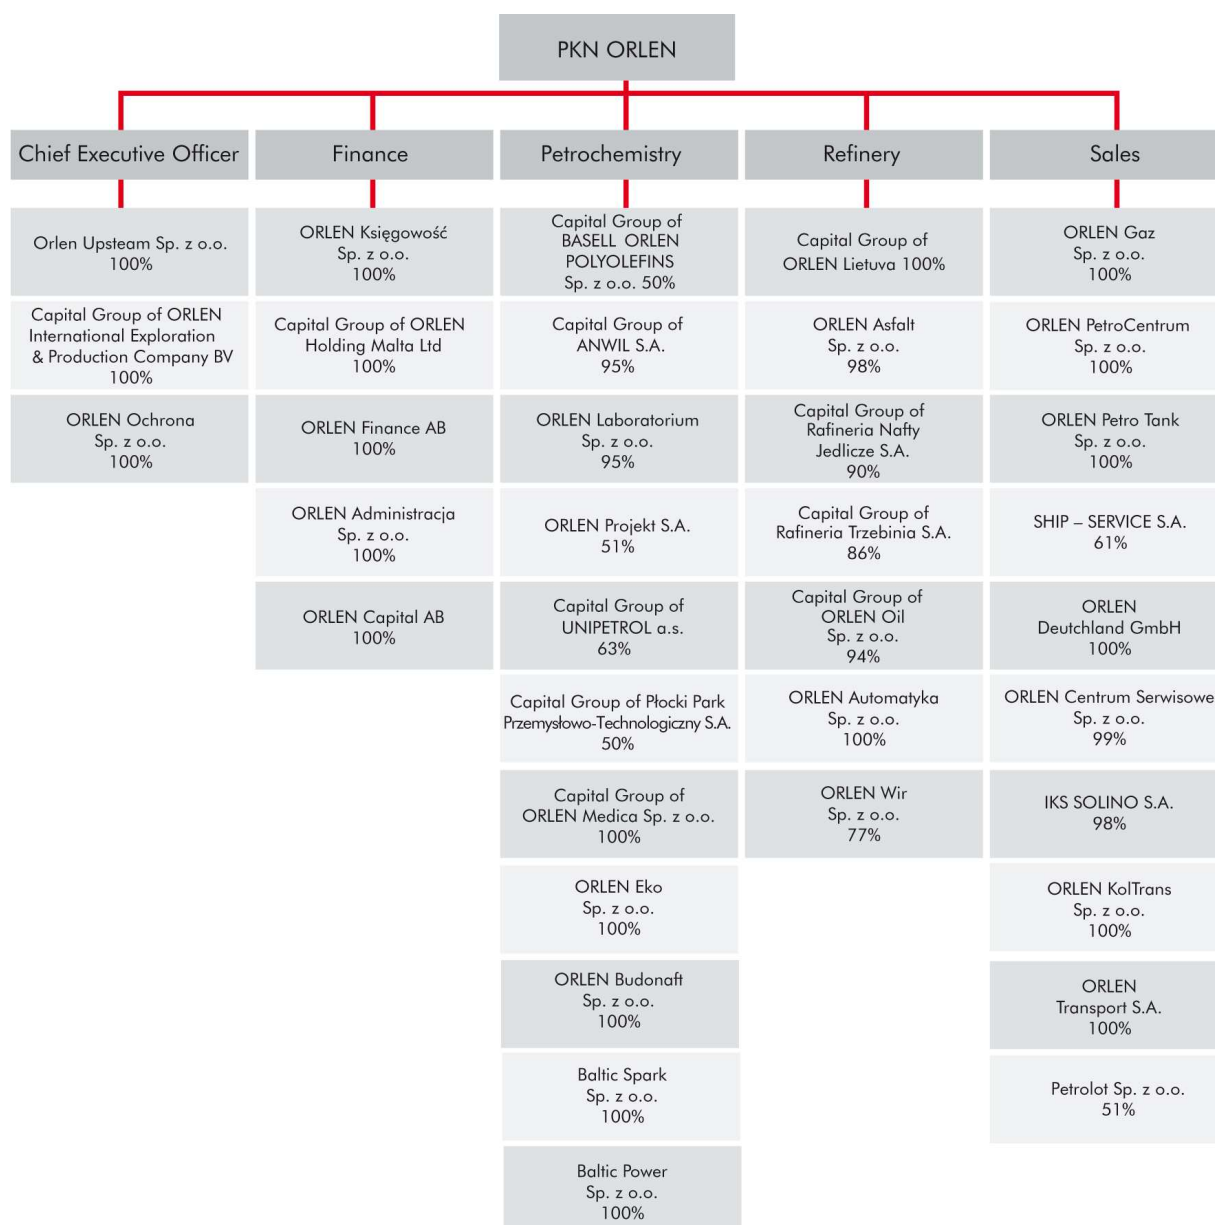 PKN ORLEN
Chief Executive Officer
Orlen Upsteam Sp. z o.o.
100%
Capital Group of ORLEN
International Exploration
& Production Company BV
100%
ORLEN Ochrona
Sp. z o.o.
100%
Finance
ORLEN Księgowość
Sp. z o.o.
100%
Capital Group of ORLEN
Holding Malta Ltd
100%
ORLEN Finance AB
100%
ORLEN Administracja
Sp. z o.o.
100%
ORLEN Capital AB
100%
Petrochemistry
Capital Group of
BASELL ORLEN
POLYOLEFINS
Sp. z o.o. 50%
Capital Group of
ANWIL S.A.
95%
ORLEN Laboratorium
Sp. z o.o.
95%
ORLEN Projekt S.A.
51%
Capital Group of
UNIPETROL a.s.
63%
Capital Group of Płocki Park
Przemysłowo-Technologiczny S.A.
50%
Capital Group of
ORLEN Medica Sp. z o.o.
100%
ORLEN Eko
Sp. z o.o.
100%
ORLEN Budonaft
Sp. z o.o.
100%
Baltic Spark
Sp. z o.o.
100%
Baltic Power
Sp. z o.o.
100%
Refinery
Capital Group of
ORLEN Lietuva 100%
ORLEN Asfalt
Sp. z o.o.
98%
Capital Group of
Rafineria Nafty
Jedlicze S.A.
90%
Capital Group of
Rafineria Trzebinia S.A.
86%
Capital Group of
ORLEN Oil
Sp. z o.o.
94%
ORLEN Automatyka
Sp. z o.o.
100%
ORLEN Wir
Sp. z o.o.
77%
Sales
ORLEN Gaz
Sp. z o.o.
100%
ORLEN PetroCentrum
Sp. z o.o.
100%
ORLEN Petro Tank
Sp. z o.o.
100%
SHIP – SERVICE S.A.
61%
ORLEN
Deutchland GmbH
100%
ORLEN Centrum Serwisowe
Sp. z o.o.
99%
IKS SOLINO S.A.
98%
ORLEN KolTrans
Sp. z o.o.
100%
ORLEN
Transport S.A.
100%
Petrolot Sp. z o.o.
51%